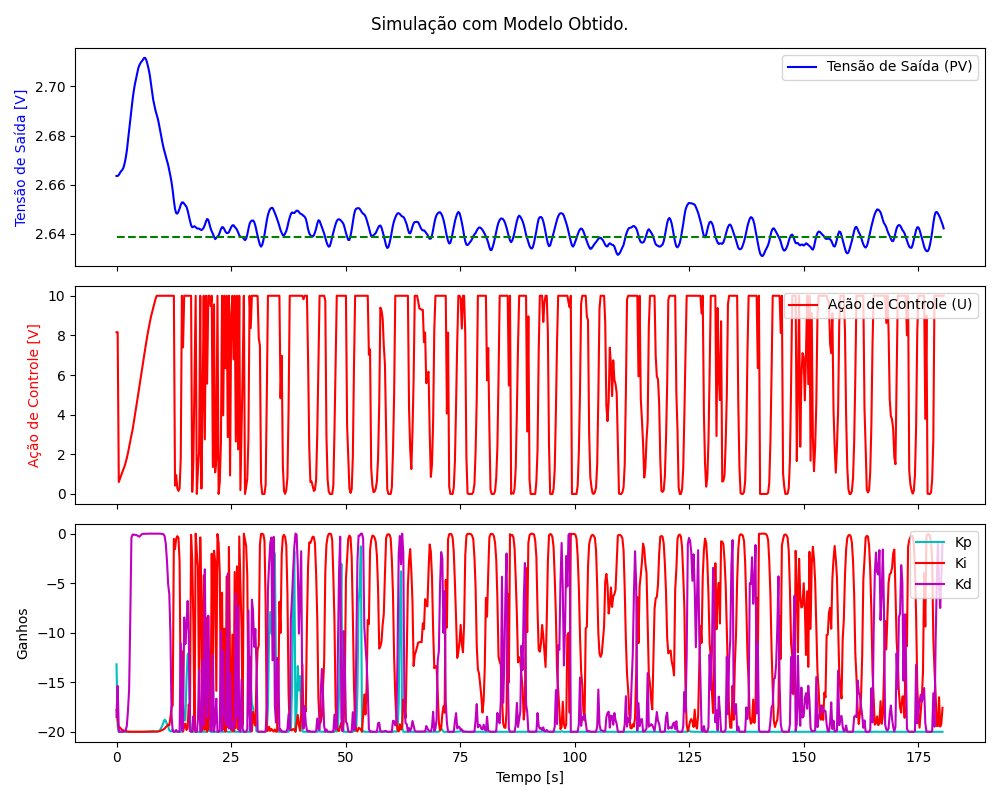 Simulação com Modelo Obtido.
Tensão de Saída [V]
2.70
2.68
2.66
2.64
Tensão de Saída (PV)
Ação de Controle [V]
10
8
6
4
2
0
Ação de Controle (U)
Ganhos
0
−5
−10
−15
−20
Kp
Ki
Kd
0 25 50 75 100 125 150 175
Tempo [s]